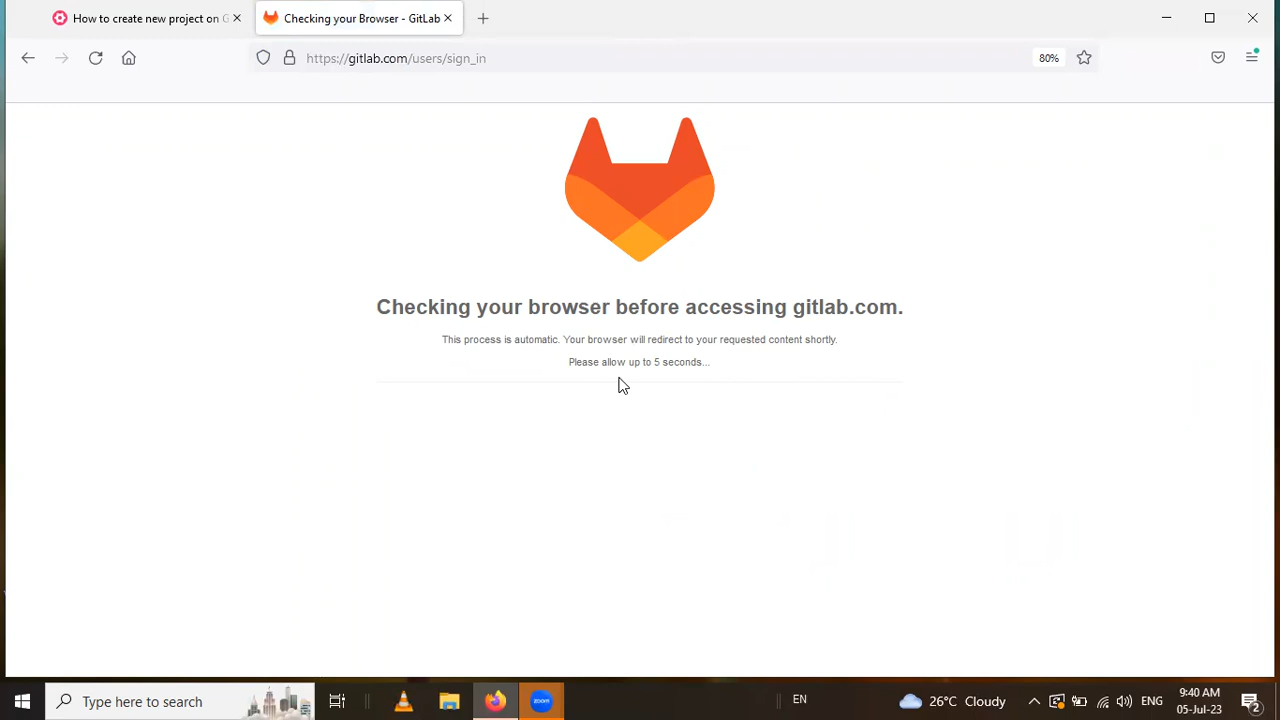 How to create new project on G
Checking your Browser - GitLab
https://gitlab.com/users/sign_in
80%
Checking your browser before accessing gitlab.com.
This process is automatic. Your browser will redirect to your requested content shortly.
Please allow up to 5 seconds...
Type here to search
zoom
EN
26°C Cloudy
ENG
9:40 AM
05-Jul-23
2